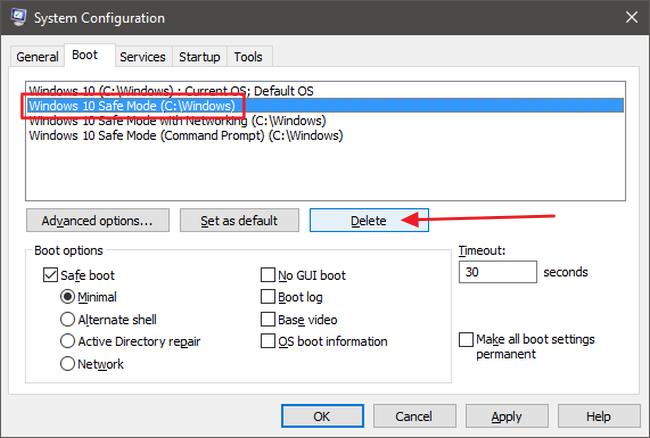 System Configuration
General Boot Services Startup Tools
Windows 10 (C:\Windows) : Current OS; Default OS
Windows 10 Safe Mode (C:\Windows)
Windows 10 Safe Mode with Networking (C:\Windows)
Windows 10 Safe Mode (Command Prompt) (C:\Windows)
Advanced options... Set as default Delete
Boot options
Safe boot
Minimal
Alternate shell
Active Directory repair
Network
No GUI boot
Boot log
Base video
OS boot information
Timeout:
30 seconds
Make all boot settings
permanent
OK Cancel Apply Help